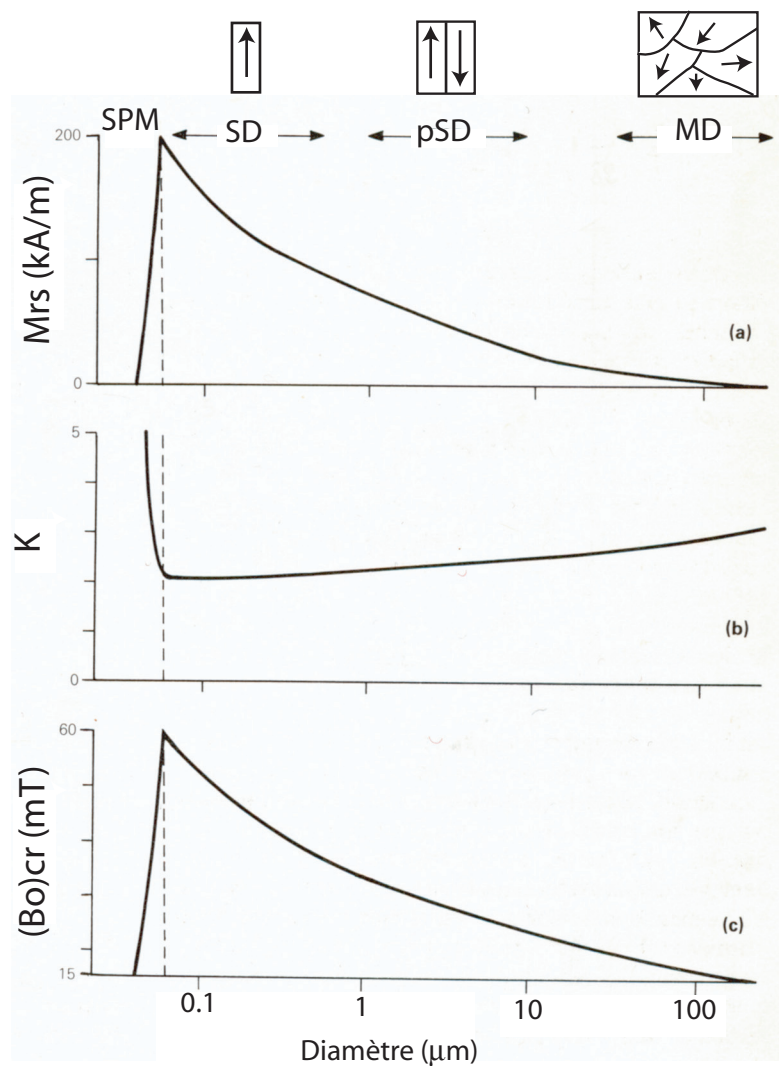 SPM SD pSD MD
200
0
Mrs (kA/m)
(a)
5
0
K
(b)
60
15
(Bo)cr (mT)
(c)
0.1 1 10 100
Diamètre (μm)